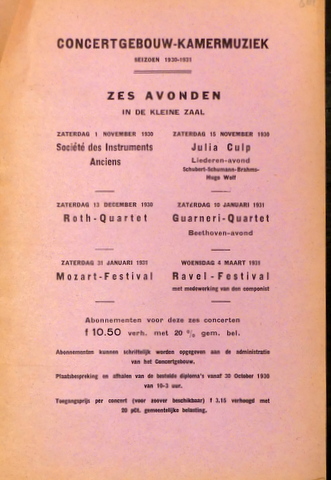 CONCERTGEBOUW-KAMERMUZIEK
SEIZOEN 1930-1931
ZES AVONDEN
IN DE KLEINE ZAAL
ZATERDAG 1 NOVEMBER 1930
Société des Instruments
Anciens
ZATERDAG 15 NOVEMBER 1930
Julia Culp
Liederen-avond
Schubert-Schumann-Brahms-
Hugo Wolf
ZATERDAG 13 DECEMBER 1930
Roth-Quartet
ZATERDAG 10 JANUARI 1931
Guarneri-Quartet
Beethoven-avond
ZATERDAG 31 JANUARI 1931
Mozart-Festival
WOENSDAG 4 MAART 1931
Ravel-Festival
met medewerking van den componist
Abonnementen voor deze zes concerten
f 10.50 verh. met 20 % gem. bel.
Abonnementen kunnen schriftelijk worden opgegeven aan de administratie
van het Concertgebouw.
Plaatsbespreking en afhalen van de bestelde diploma's vanaf 20 October 1930
van 10-3 uur.
Toegangsprijs per concert (voor zoover beschikbaar) f 3.15 verhoogd met
20 pCt. gemeentelijke belasting.